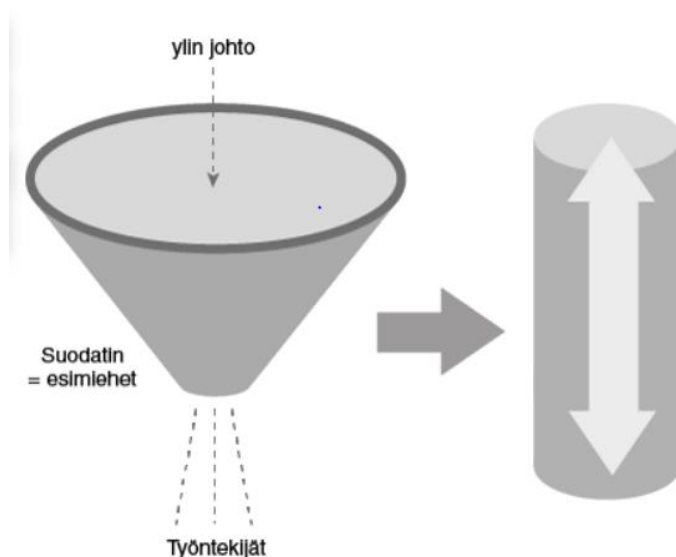 ylin johto
Suodatin
= esimiehet
Työntekijät